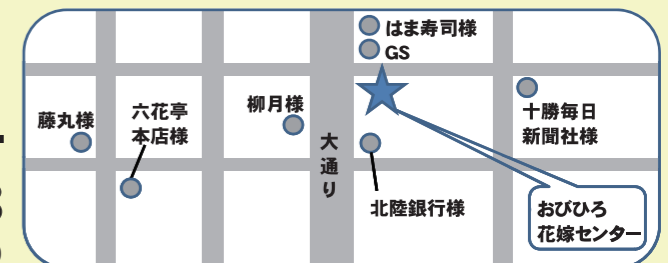 はま寿司様
GS
藤丸様
六花亭
本店様
柳月様
十勝毎日
新聞社様
大通り
北陸銀行様
おびひろ
花嫁センター